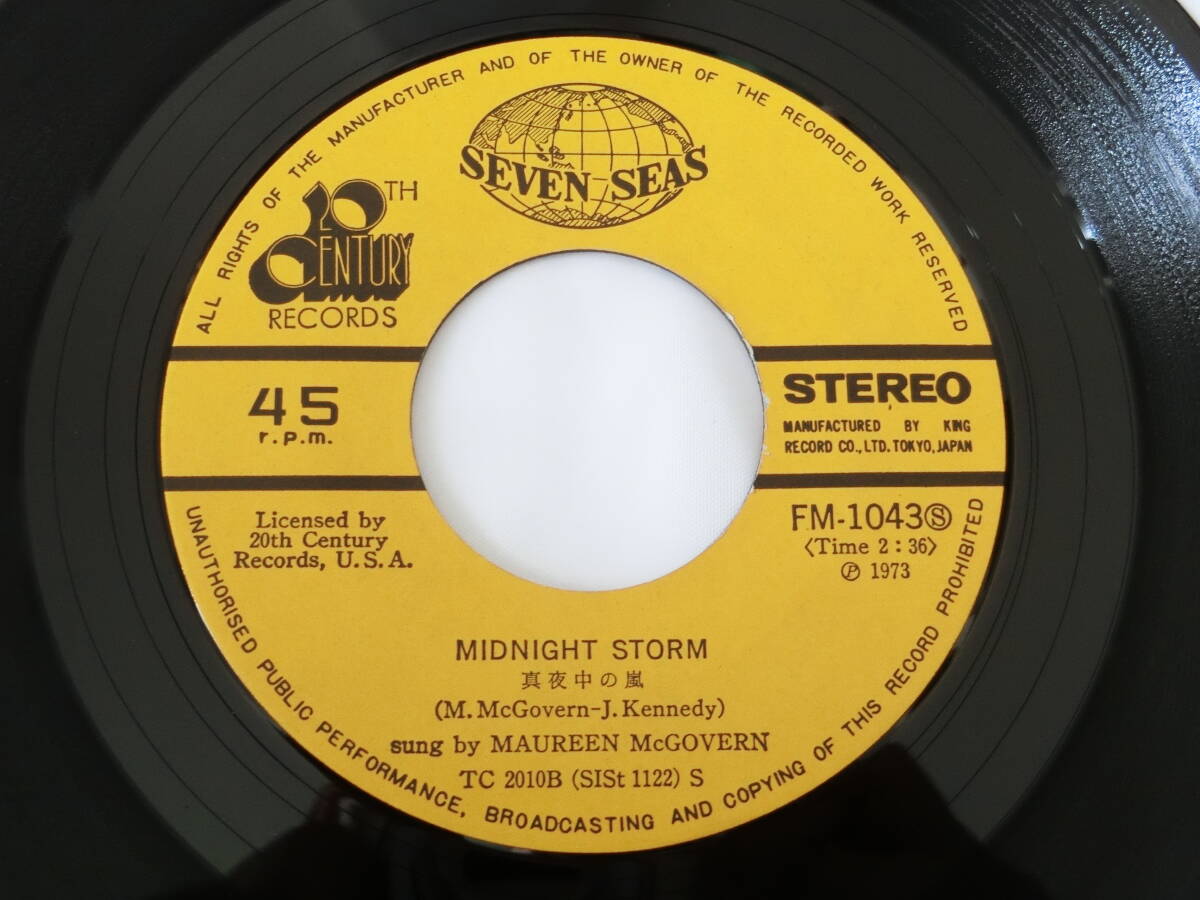 ALL RIGHTS OF THE MANUFACTURER AND OF THE OWNER OF THE RECORDED WORK RESERVED
SEVEN SEAS
20TH
CENTURY
RECORDS
45
r.p.m.
STEREO
MANUFACTURED BY KING
RECORD CO., LTD. TOKYO, JAPAN
Licensed by
20th Century
Records, U.S.A.
FM-1043Ⓢ
〈Time 2:36〉
Ⓟ 1973
MIDNIGHT STORM
真夜中の嵐
(M. McGovern-J. Kennedy)
sung by MAUREEN McGOVERN
TC 2010B (SISt 1122) S
UNAUTHORISED PUBLIC PERFORMANCE, BROADCASTING AND COPYING OF THIS RECORD PROHIBITED